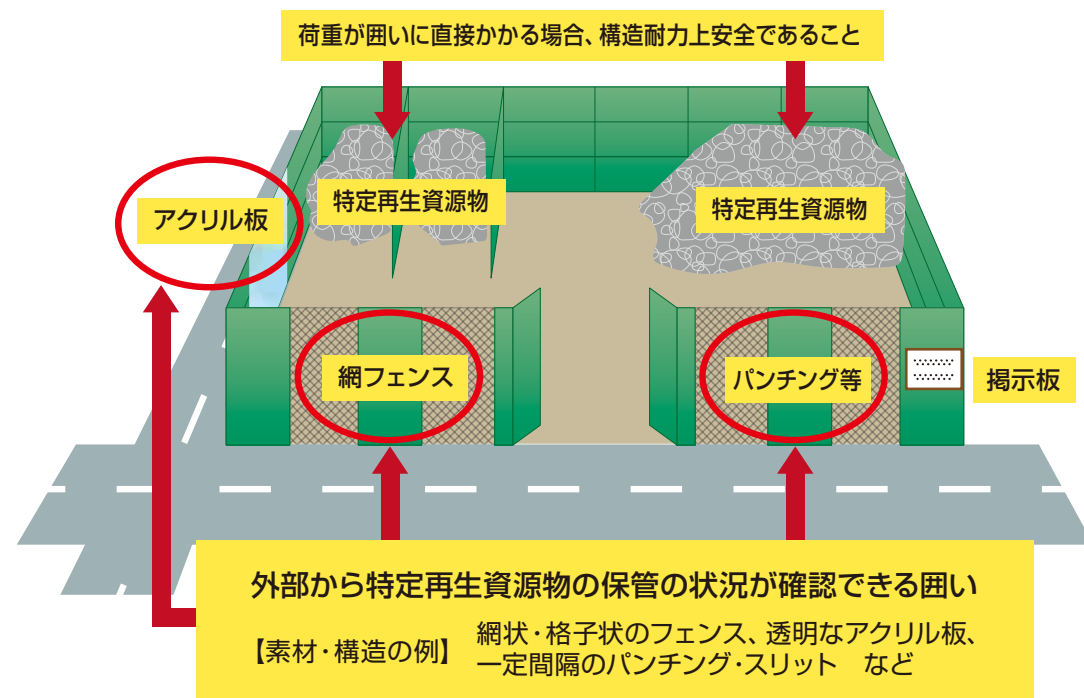 荷重が囲いに直接かかる場合、構造耐力上安全であること
特定再生資源物
特定再生資源物
アクリル板
網フェンス
パンチング等
掲示板
外部から特定再生資源物の保管の状況が確認できる囲い
【素材・構造の例】
網状・格子状のフェンス、透明なアクリル板、
一定間隔のパンチング・スリット　など